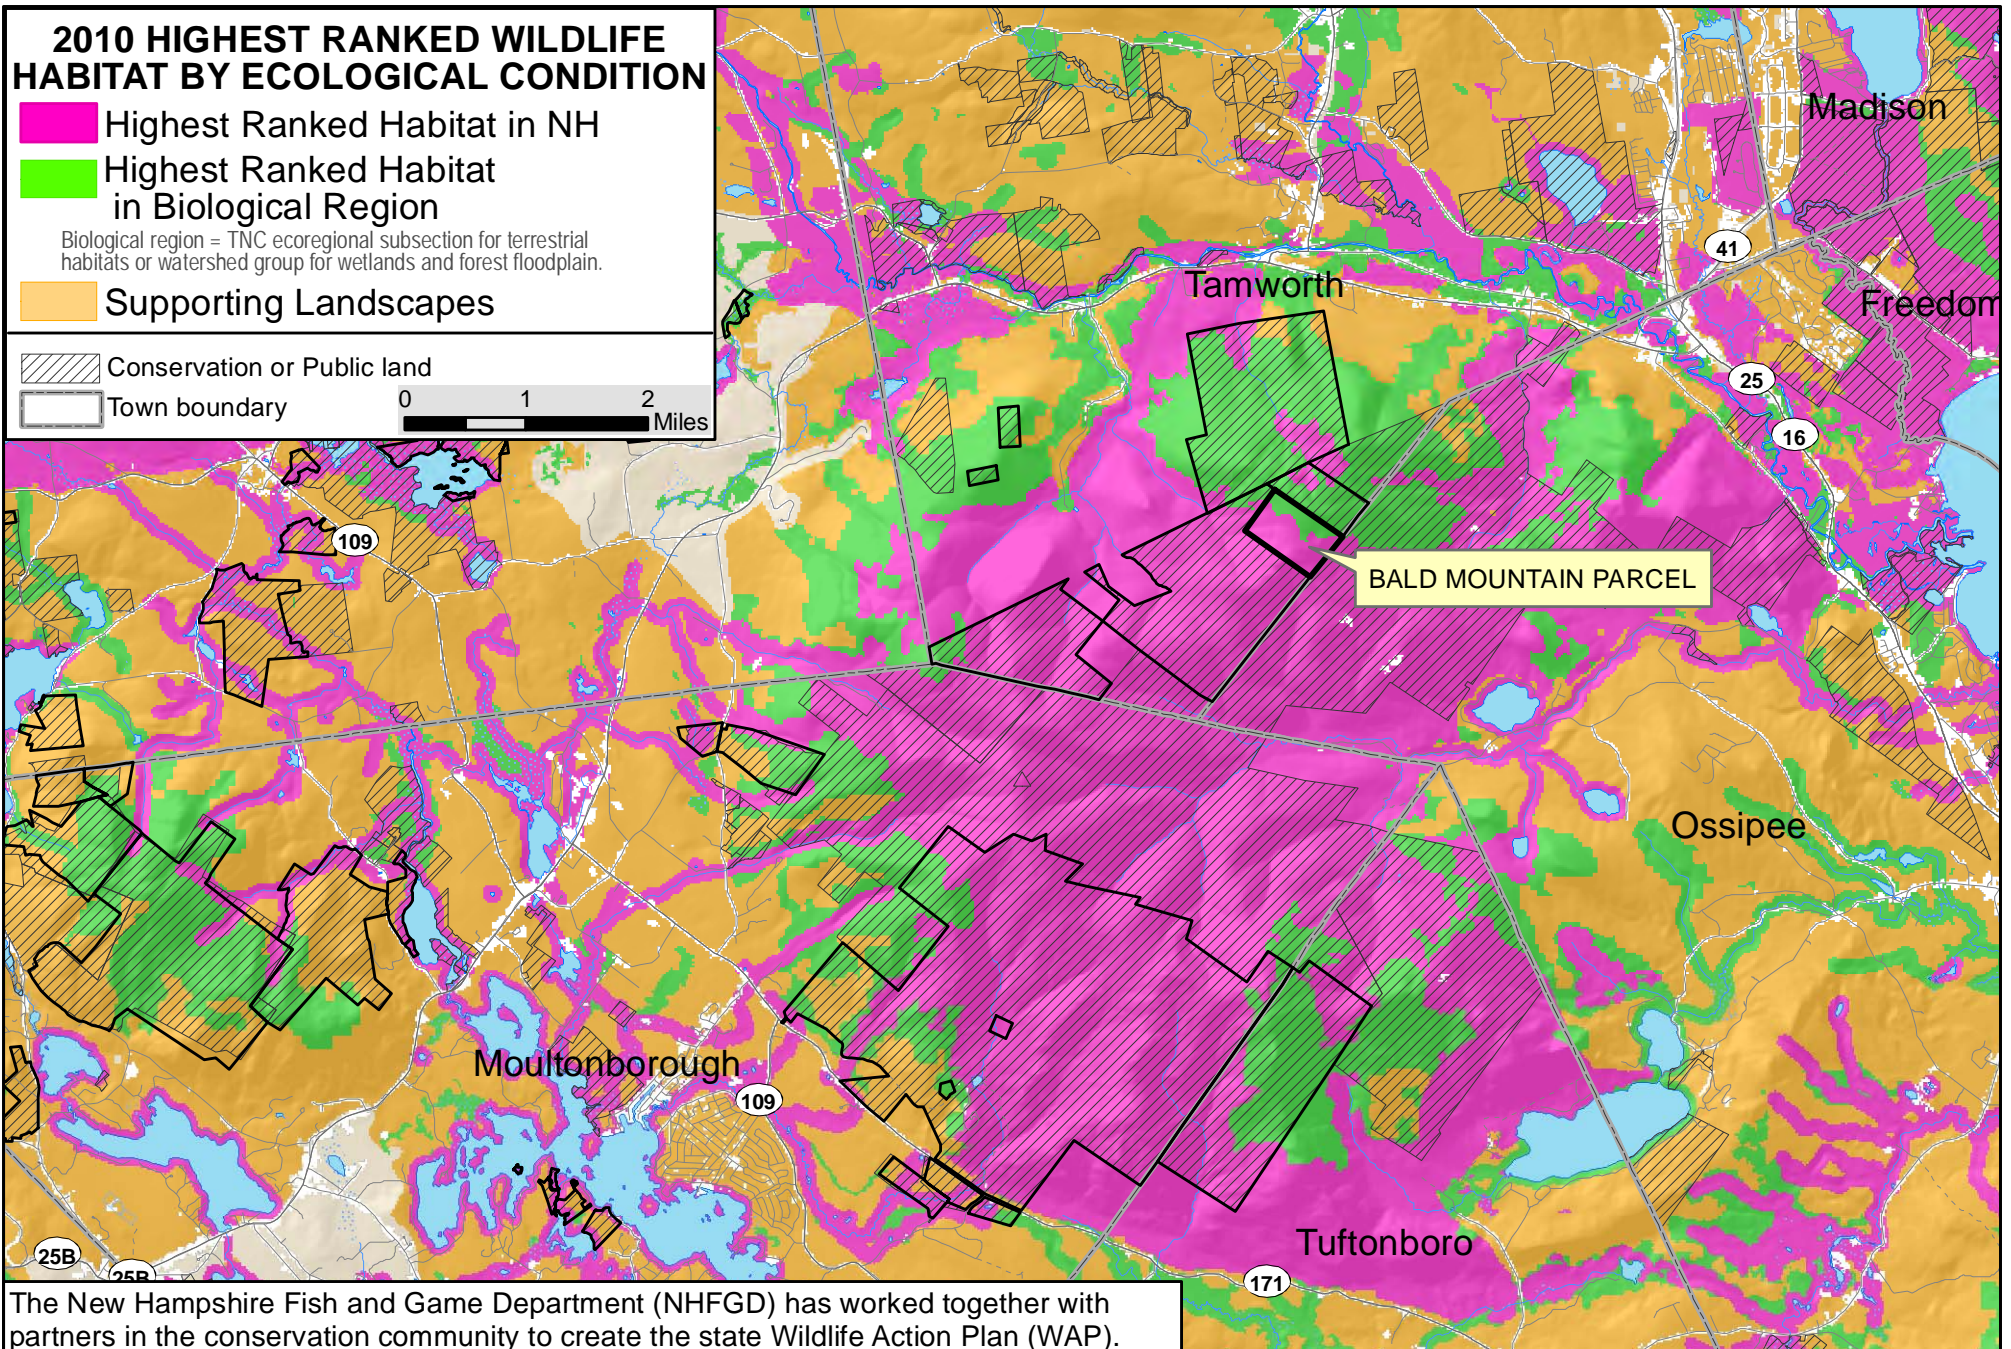 2010 HIGHEST RANKED WILDLIFE
HABITAT BY ECOLOGICAL CONDITION
Highest Ranked Habitat in NH
Highest Ranked Habitat
in Biological Region
Biological region = TNC ecoregional subsection for terrestrial
habitats or watershed group for wetlands and forest floodplain.
Supporting Landscapes
Conservation or Public land
Town boundary
0 1 2
Miles
Madison
41
Tamworth
Freedom
25
16
109
BALD MOUNTAIN PARCEL
Ossipee
Moultonborough
109
Tuftonboro
25B
25B
171
The New Hampshire Fish and Game Department (NHFGD) has worked together with
partners in the conservation community to create the state Wildlife Action Plan (WAP).